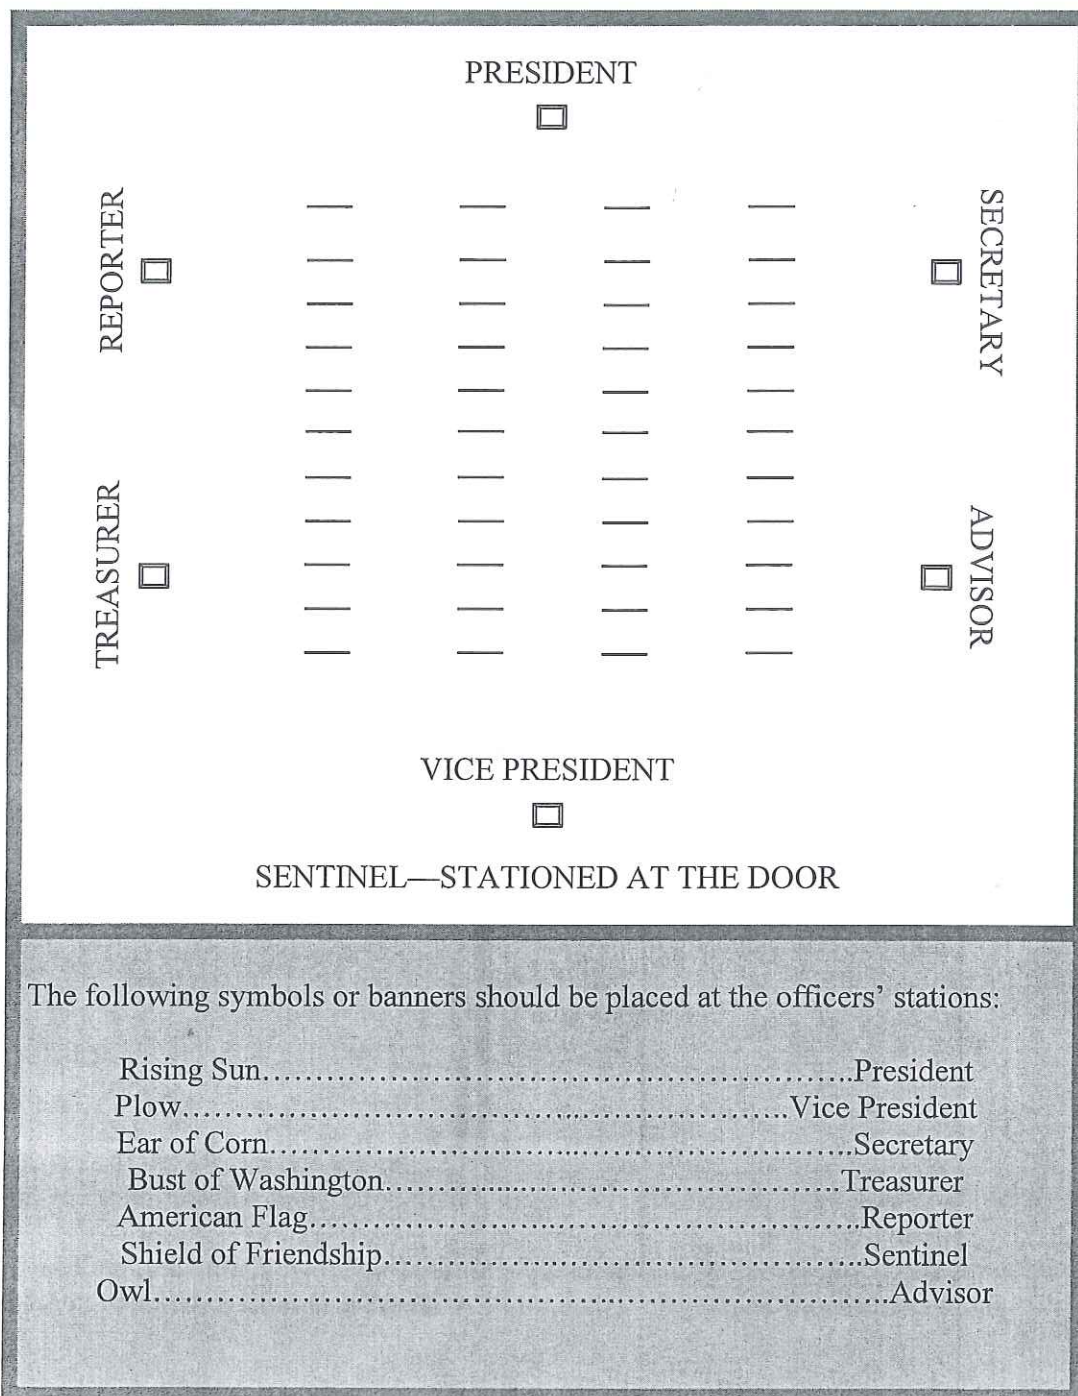 PRESIDENT
REPORTER
SECRETARY
TREASURER
ADVISOR
VICE PRESIDENT
SENTINEL—STATIONED AT THE DOOR
The following symbols or banners should be placed at the officers’ stations:
Rising Sun..................................................................President
Plow....................................................................Vice President
Ear of Corn.................................................................Secretary
Bust of Washington...................................................Treasurer
American Flag..............................................................Reporter
Shield of Friendship......................................................Sentinel
Owl...................................................................................Advisor